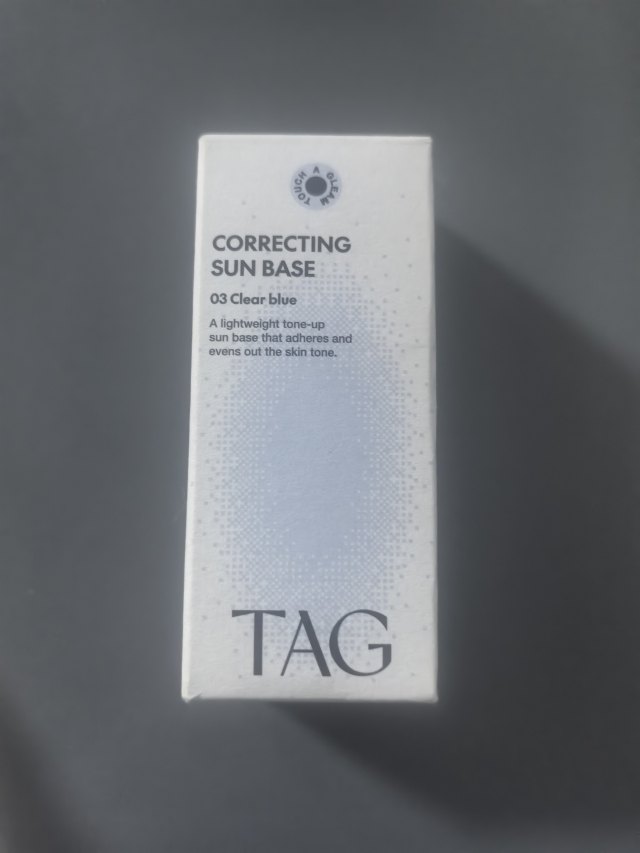 TOUCH A GLEAM
CORRECTING
SUN BASE
03 Clear blue
A lightweight tone-up
sun base that adheres and
evens out the skin tone.
TAG